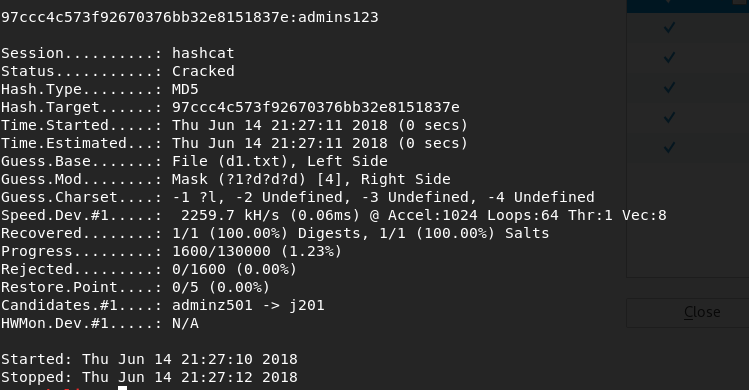 97ccc4c573f92670376bb32e8151837e:admins123
Session..........: hashcat
Status...........: Cracked
Hash.Type........: MD5
Hash.Target......: 97ccc4c573f92670376bb32e8151837e
Time.Started.....: Thu Jun 14 21:27:11 2018 (0 secs)
Time.Estimated...: Thu Jun 14 21:27:11 2018 (0 secs)
Guess.Base.......: File (d1.txt), Left Side
Guess.Mod........: Mask (?1?d?d?d) [4], Right Side
Guess.Charset....: -1 ?l, -2 Undefined, -3 Undefined, -4 Undefined
Speed.Dev.#1.....:  2259.7 kH/s (0.06ms) @ Accel:1024 Loops:64 Thr:1 Vec:8
Recovered........: 1/1 (100.00%) Digests, 1/1 (100.00%) Salts
Progress.........: 1600/130000 (1.23%)
Rejected.........: 0/1600 (0.00%)
Restore.Point....: 0/5 (0.00%)
Candidates.#1....: adminz501 -> j201
HWMon.Dev.#1.....: N/A
Close
Started: Thu Jun 14 21:27:10 2018
Stopped: Thu Jun 14 21:27:12 2018